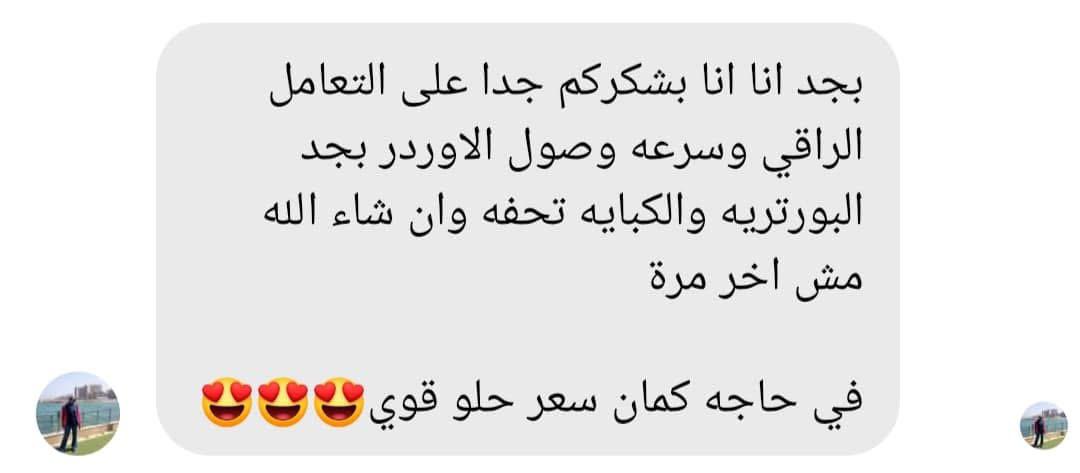 بجد انا انا بشكركم جدا على التعامل
الراقي وسرعه وصول الاوردر بجد
البورتريه والكبايه تحفه وان شاء الله
مش اخر مرة
في حاجه كمان سعر حلو قوي😍😍😍